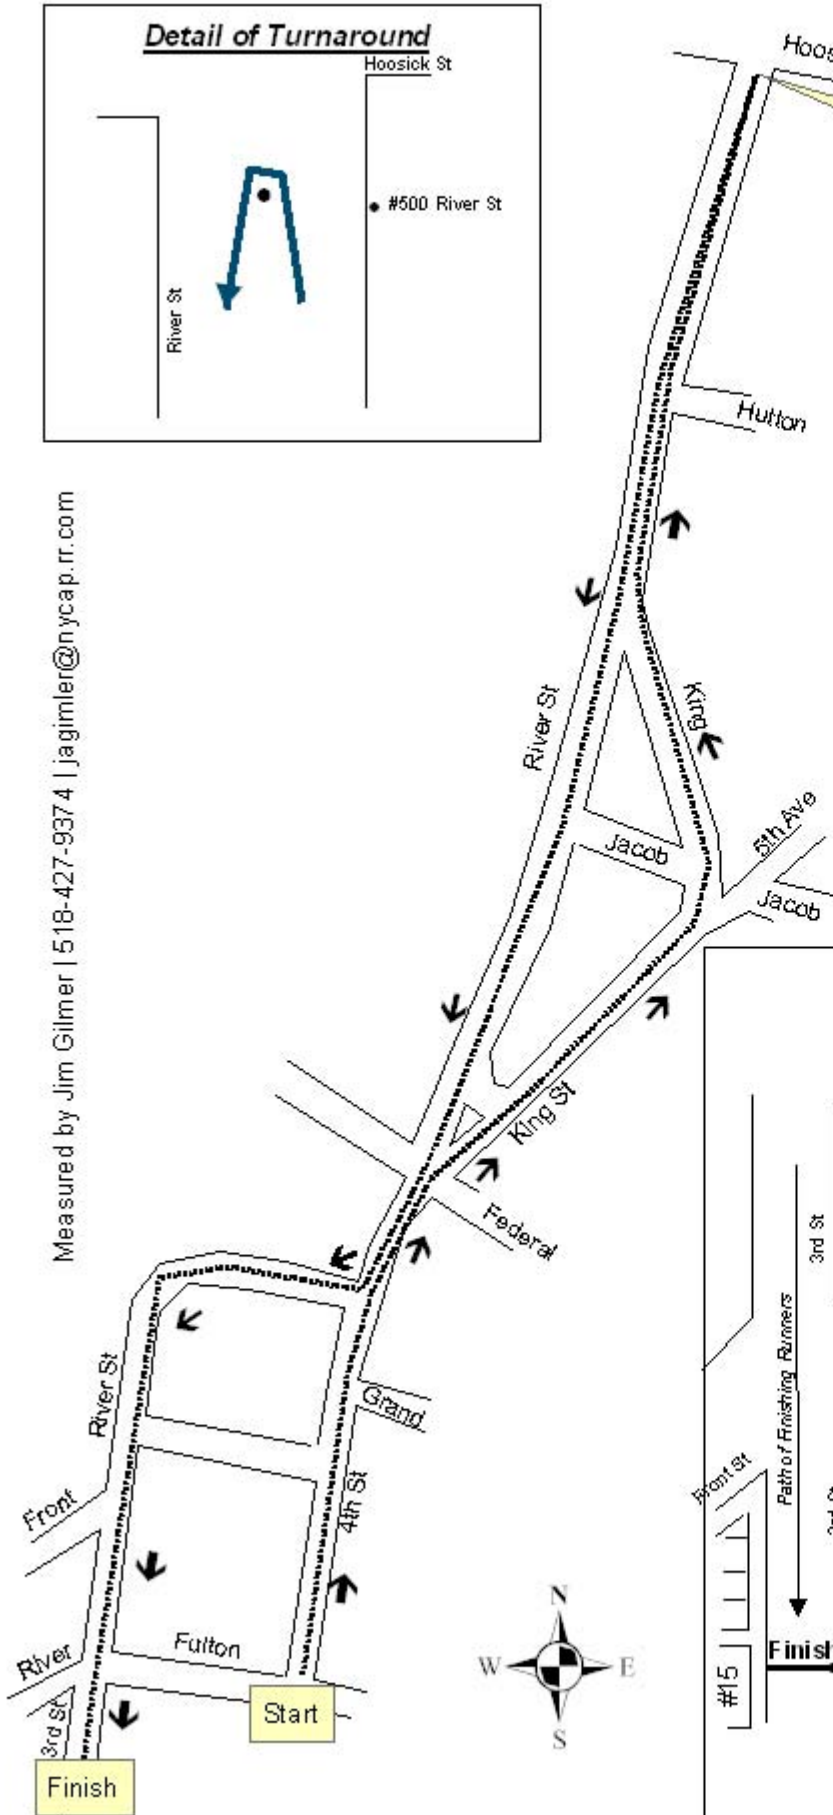 Detail of Turnaround
Hoosick St
#500 River St
River St
Hutton
Measured by Jim Gilmer | 518-427-9374 | jagimler@nycap.rr.com
River St
King
5th Ave
Jacob
Jacob
King St
Federal
River St
Grand
4th St
Front
Fulton
River
3rd St
Start
Finish
N
W
E
S
3rd St
Path of Finishing Runners
Front St
#15